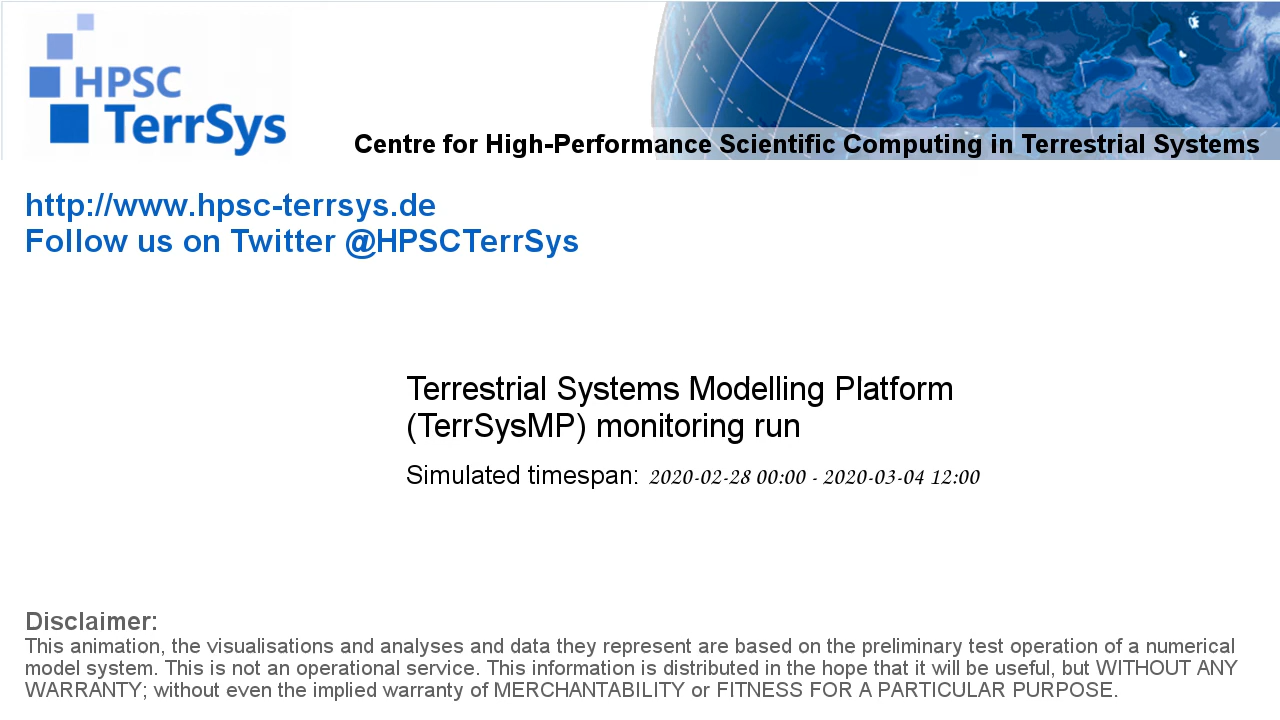 HPSC
TerrSys
Centre for High-Performance Scientific Computing in Terrestrial Systems
http://www.hpsc-terrsys.de
Follow us on Twitter @HPSCTerrSys
Terrestrial Systems Modelling Platform
(TerrSysMP) monitoring run
Simulated timespan: 2020-02-28 00:00 - 2020-03-04 12:00
Disclaimer:
This animation, the visualisations and analyses and data they represent are based on the preliminary test operation of a numerical
model system. This is not an operational service. This information is distributed in the hope that it will be useful, but WITHOUT ANY
WARRANTY; without even the implied warranty of MERCHANTABILITY or FITNESS FOR A PARTICULAR PURPOSE.